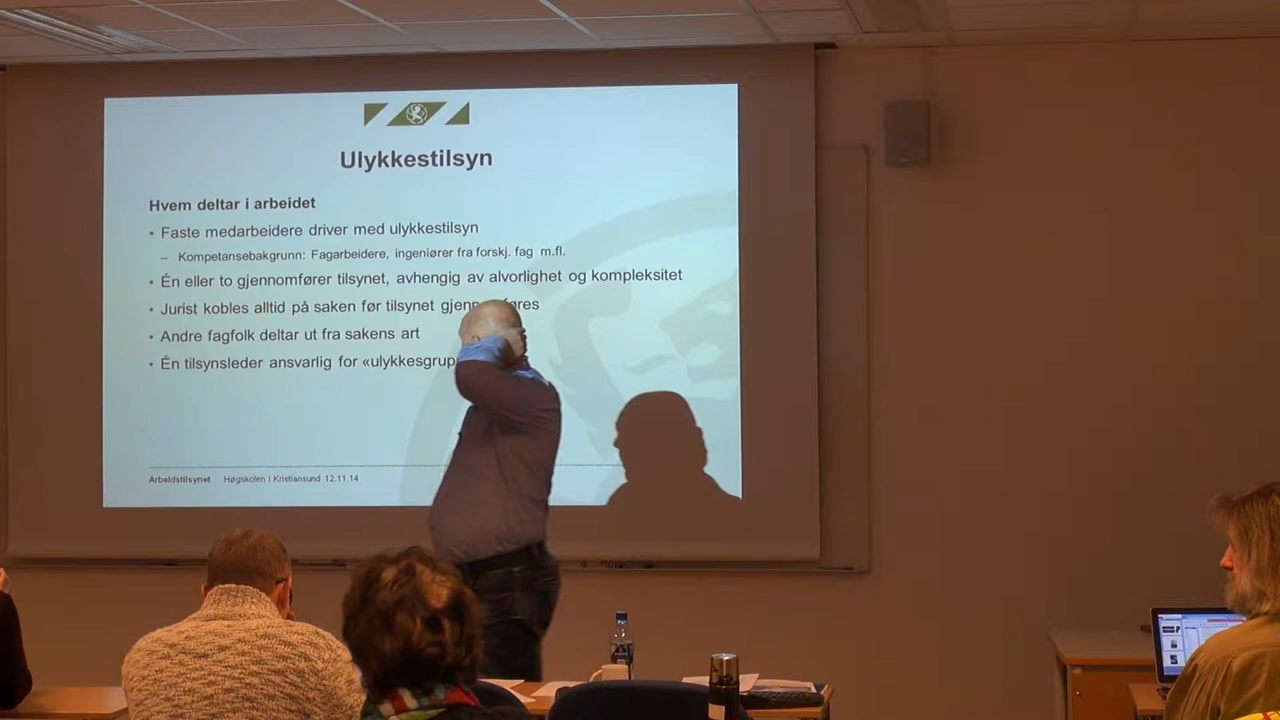 Ulykkestilsyn
Hvem deltar i arbeidet
• Faste medarbeidere driver med ulykkestilsyn
– Kompetansebakgrunn: Fagarbeidere, ingeniører fra forskj. fag m.fl.
• Én eller to gjennomfører tilsynet, avhengig av alvorlighet og kompleksitet
• Jurist kobles alltid på saken før tilsynet
• Andre fagfolk deltar ut fra sakens art
• Én tilsynsleder ansvarlig for «ulykkesgrup
Arbeidstilsynet Høgskolen i Kristiansund 12.11.14